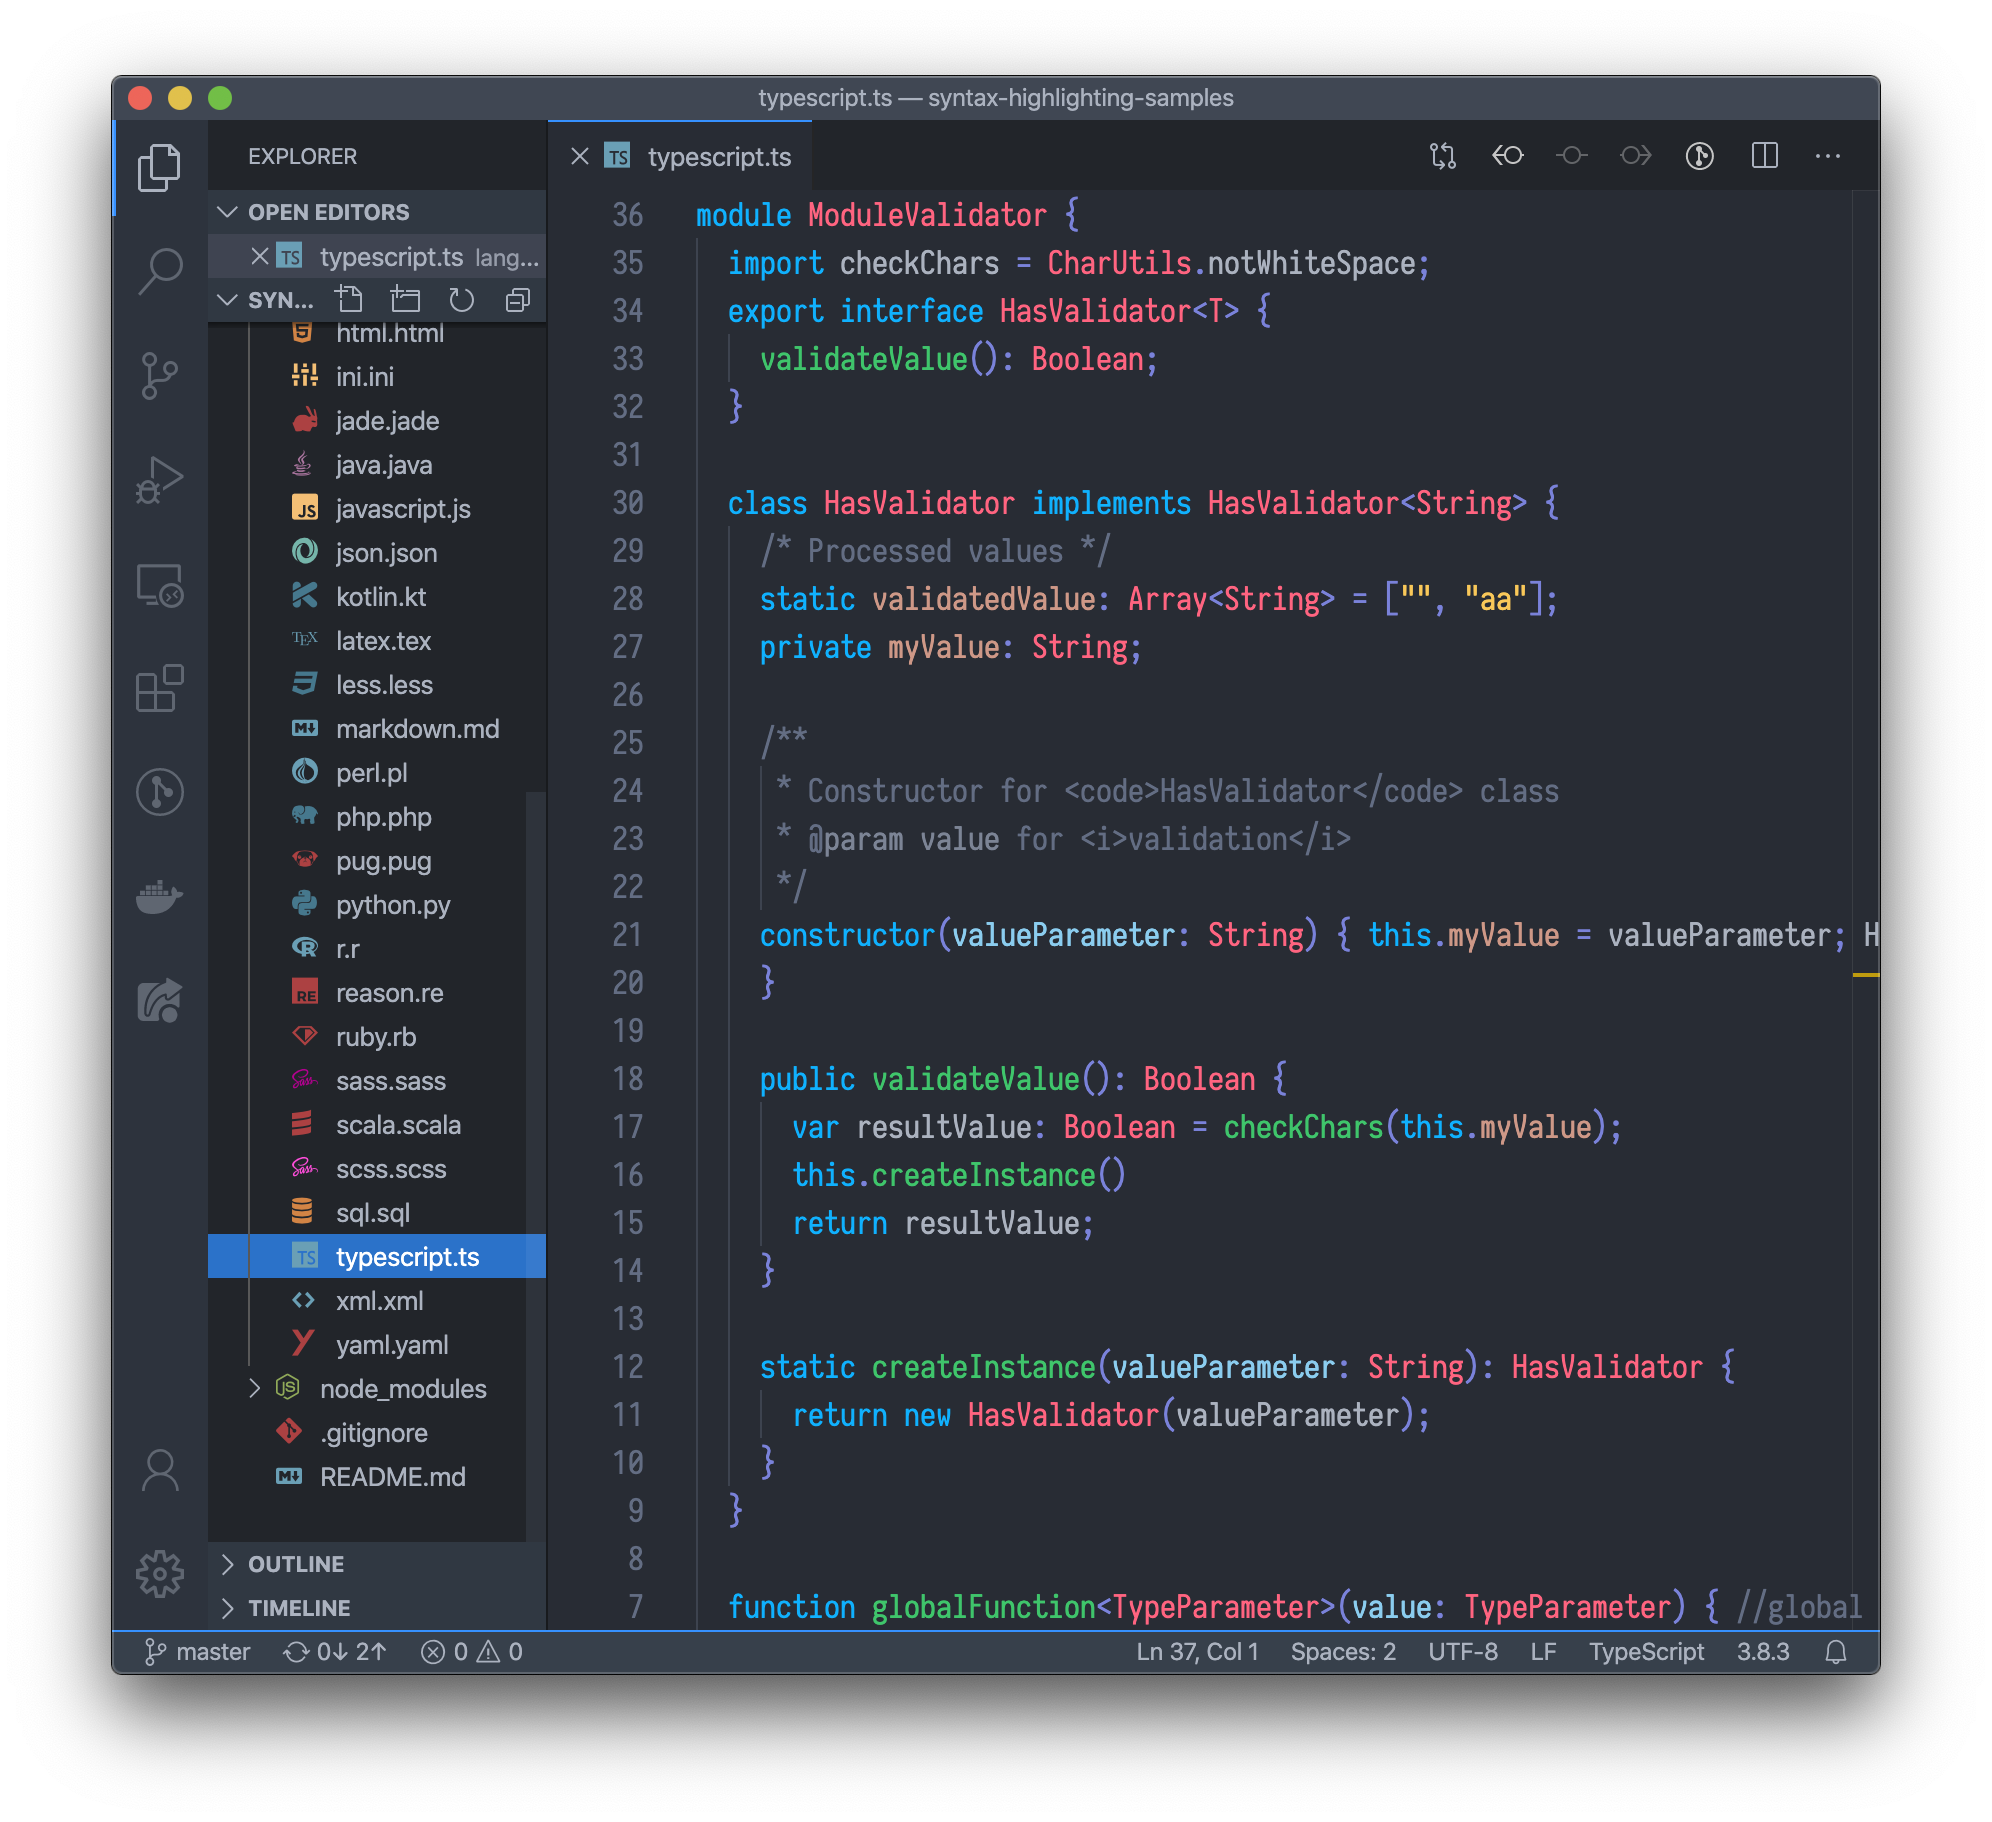 typescript.ts — syntax-highlighting-samples
EXPLORER
OPEN EDITORS
typescript.ts lang...
SYN...
html.html
ini.ini
jade.jade
java.java
javascript.js
json.json
kotlin.kt
latex.tex
less.less
markdown.md
perl.pl
php.php
pug.pug
python.py
r.r
reason.re
ruby.rb
sass.sass
scala.scala
scss.scss
sql.sql
typescript.ts
xml.xml
yaml.yaml
node_modules
.gitignore
README.md
OUTLINE
TIMELINE
TS typescript.ts
36 module ModuleValidator {
35 import checkChars = CharUtils.notWhiteSpace;
34 export interface HasValidator<T> {
33 validateValue(): Boolean;
32 }
31
30 class HasValidator implements HasValidator<String> {
29 /* Processed values */
28 static validatedValue: Array<String> = ["", "aa"];
27 private myValue: String;
26
25 /**
24 * Constructor for <code>HasValidator</code> class
23 * @param value for <i>validation</i>
22 */
21 constructor(valueParameter: String) { this.myValue = valueParameter; H
20 }
19
18 public validateValue(): Boolean {
17 var resultValue: Boolean = checkChars(this.myValue);
16 this.createInstance()
15 return resultValue;
14 }
13
12 static createInstance(valueParameter: String): HasValidator {
11 return new HasValidator(valueParameter);
10 }
9 }
8
7 function globalFunction<TypeParameter>(value: TypeParameter) { //global
master 0↓ 2↑ 0 0 Ln 37, Col 1 Spaces: 2 UTF-8 LF TypeScript 3.8.3